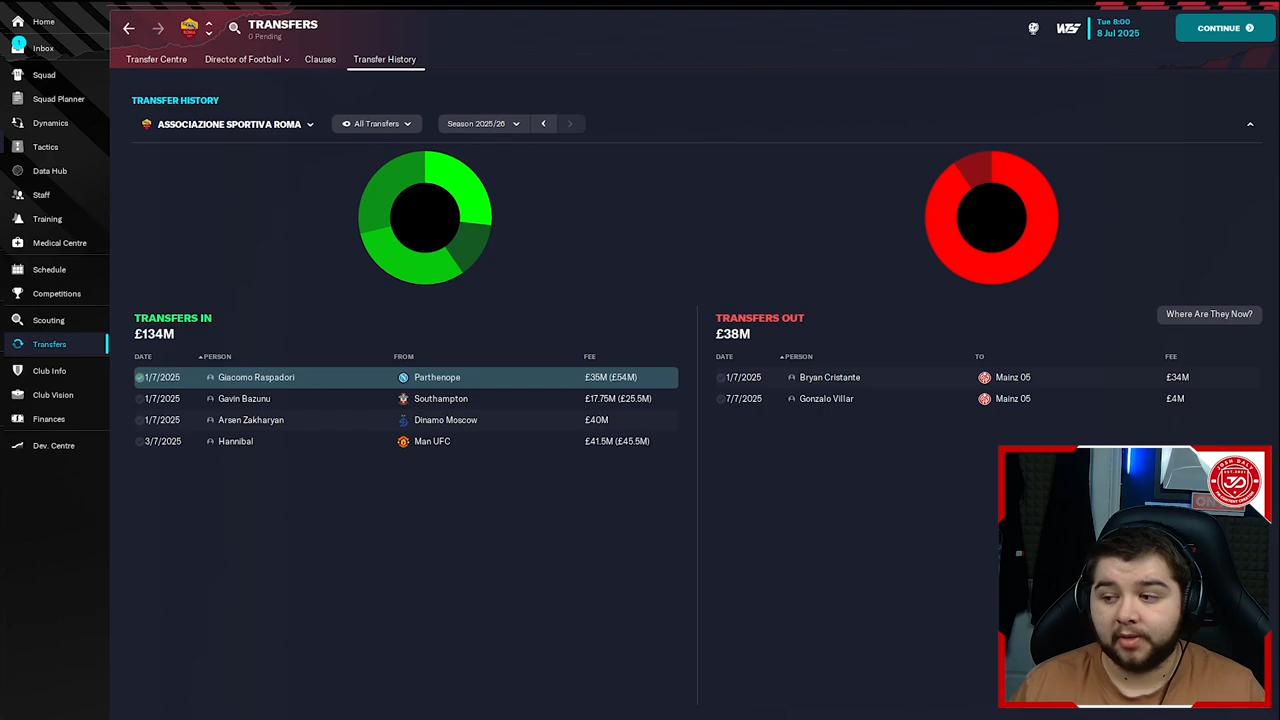 Home
Inbox
1
Squad
Squad Planner
Dynamics
Tactics
Data Hub
Staff
Training
Medical Centre
Schedule
Competitions
Scouting
Transfers
Club Info
Club Vision
Finances
Dev. Centre
TRANSFERS
0 Pending
Tue 8:00
8 Jul 2025
CONTINUE
Transfer Centre Director of Football Clauses Transfer History
TRANSFER HISTORY
ASSOCIAZIONE SPORTIVA ROMA All Transfers Season 2025/26
TRANSFERS IN
£134M
DATE PERSON FROM FEE
1/7/2025 Giacomo Raspadori Parthenope £35M (£54M)
1/7/2025 Gavin Bazunu Southampton £17.75M (£25.5M)
1/7/2025 Arsen Zakharyan Dinamo Moscow £40M
3/7/2025 Hannibal Man UFC £41.5M (£45.5M)
TRANSFERS OUT
£38M
Where Are They Now?
DATE PERSON TO FEE
1/7/2025 Bryan Cristante Mainz 05 £34M
7/7/2025 Gonzalo Villar Mainz 05 £4M
JOSH DALY
JD